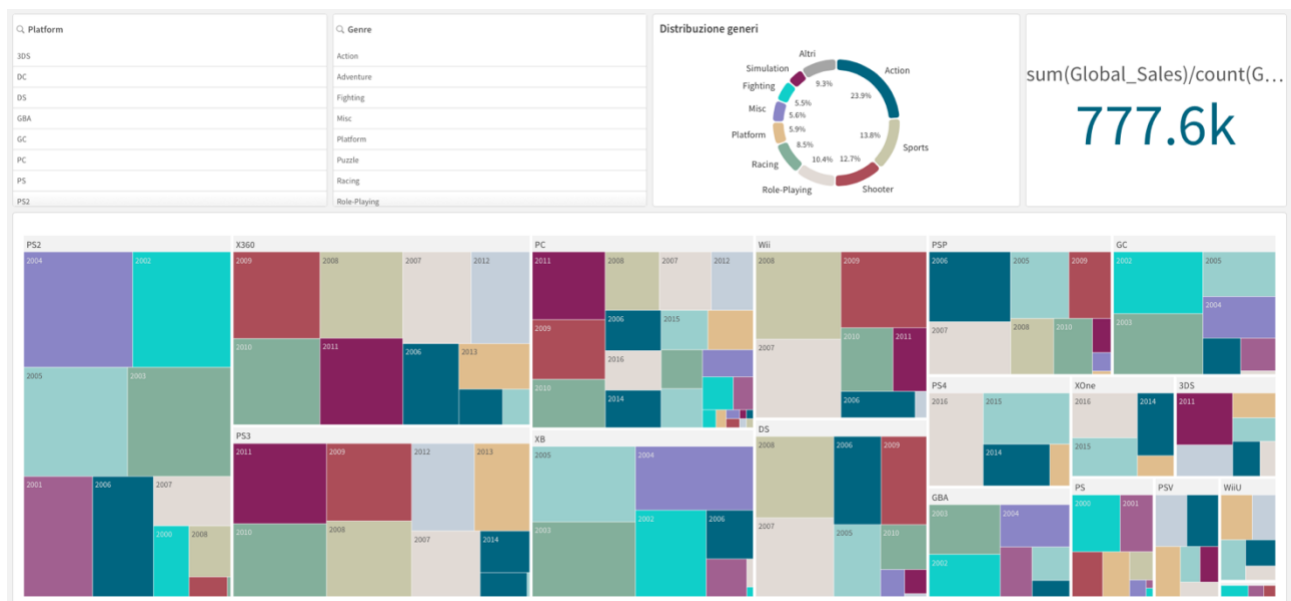 Platform
3DS
DC
DS
GBA
GC
PC
PS
PS2
Genre
Action
Adventure
Fighting
Misc
Platform
Puzzle
Racing
Role-Playing
Distribuzione generi
Altri
Simulation
Action
9.3%
Fighting
5.5%
23.9%
Misc
5.6%
Platform
5.9%
13.8%
Sports
8.5%
Racing
10.4%
12.7%
Role-Playing
Shooter
sum(Global_Sales)/count(G...
777.6k
PS2
2004
2002
2005
2003
2001
2006
2007
2008
X360
2009
2008
2007
2012
2010
2011
2006
2013
PS3
2011
2009
2012
2013
2010
2008
2007
2014
PC
2011
2008
2007
2012
2009
2006
2015
2016
2010
2014
XB
2005
2004
2003
2002
2006
Wii
2008
2009
2007
2010
2011
2006
DS
2008
2006
2009
2007
2005
2010
PSP
2006
2005
2009
2007
2008
2010
GC
2002
2005
2004
2003
PS4
2016
2015
2014
XOne
2016
2014
2015
3DS
2011
GBA
2003
2004
2002
PS
2000
2001
PSV
WiiU